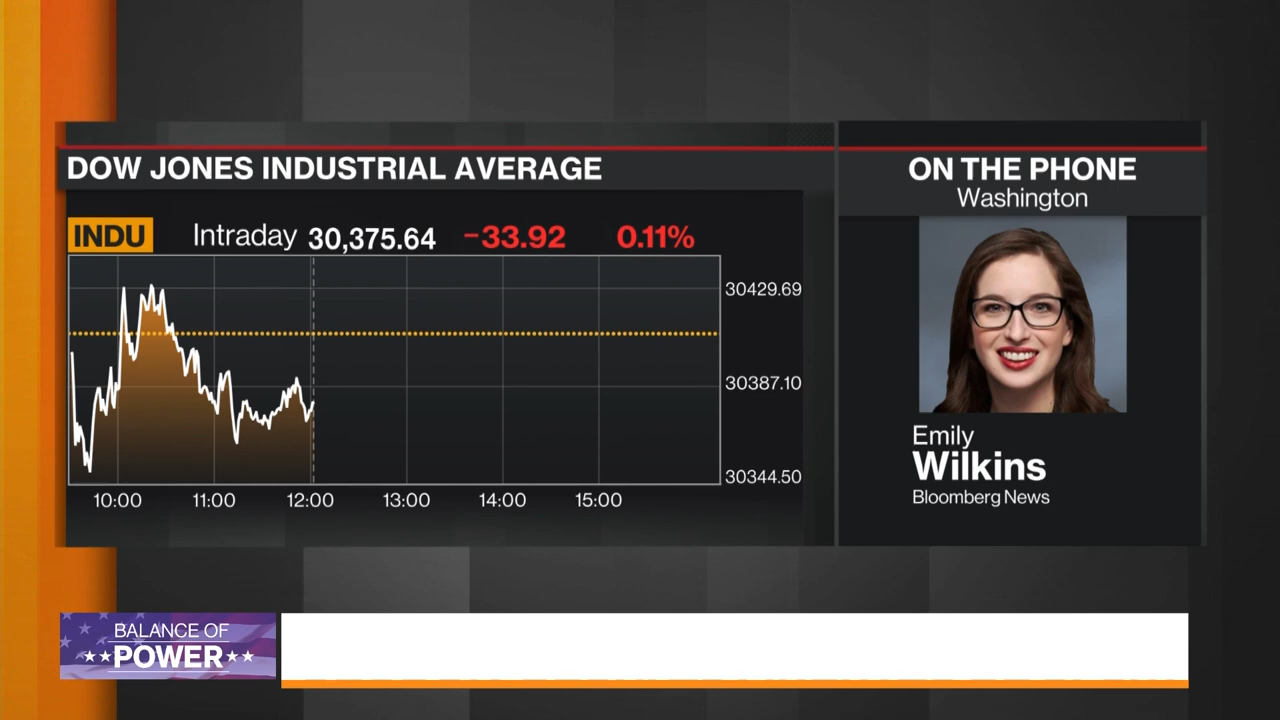 DOW JONES INDUSTRIAL AVERAGE
INDU Intraday 30,375.64 -33.92 0.11%
30429.69
30387.10
30344.50
10:00 11:00 12:00 13:00 14:00 15:00
ON THE PHONE
Washington
Emily
Wilkins
Bloomberg News
BALANCE OF
POWER